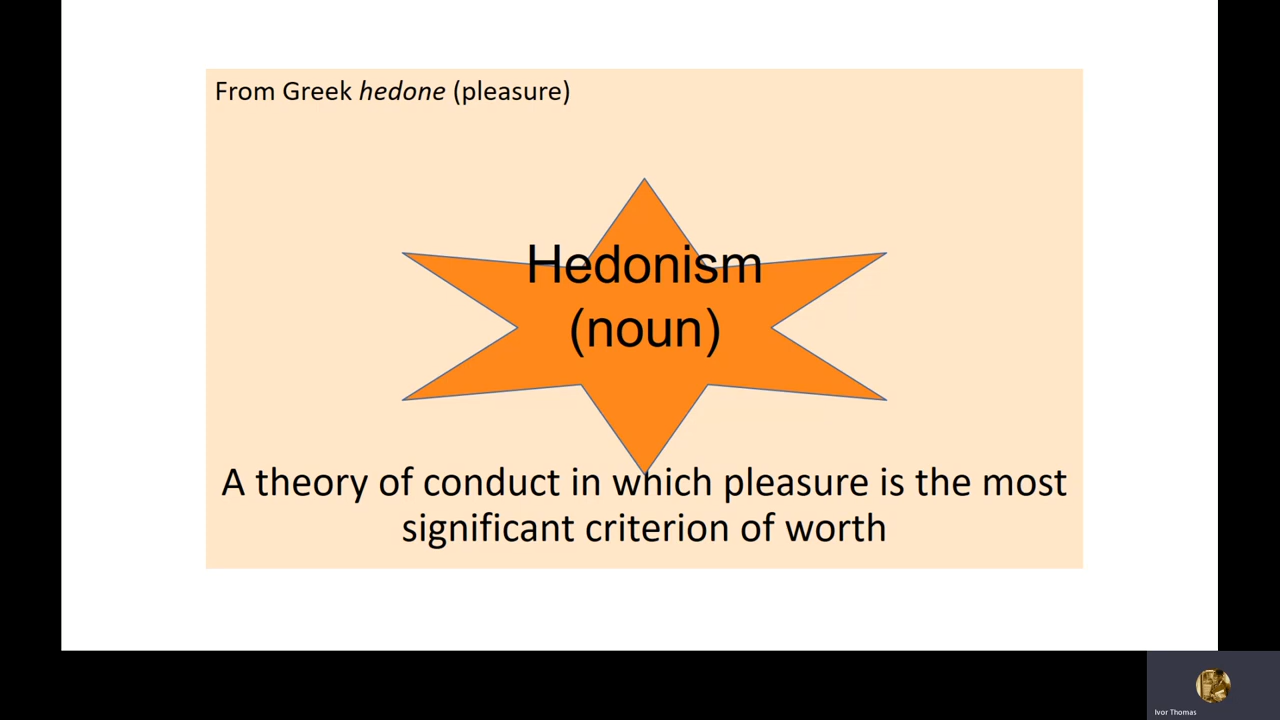 From Greek hedone (pleasure)
Hedonism
(noun)
A theory of conduct in which pleasure is the most
significant criterion of worth
Ivor Thomas